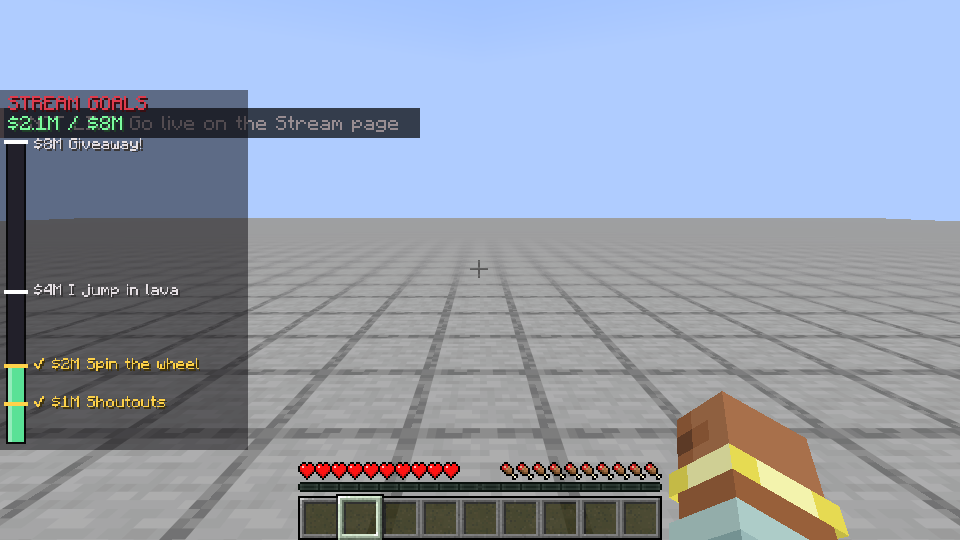 STREAM GOALS
$2.1M / $8M Go live on the Stream page
$8M Giveaway!
$4M I jump in lava
✓ $2M Spin the wheel
✓ $1M Shoutouts